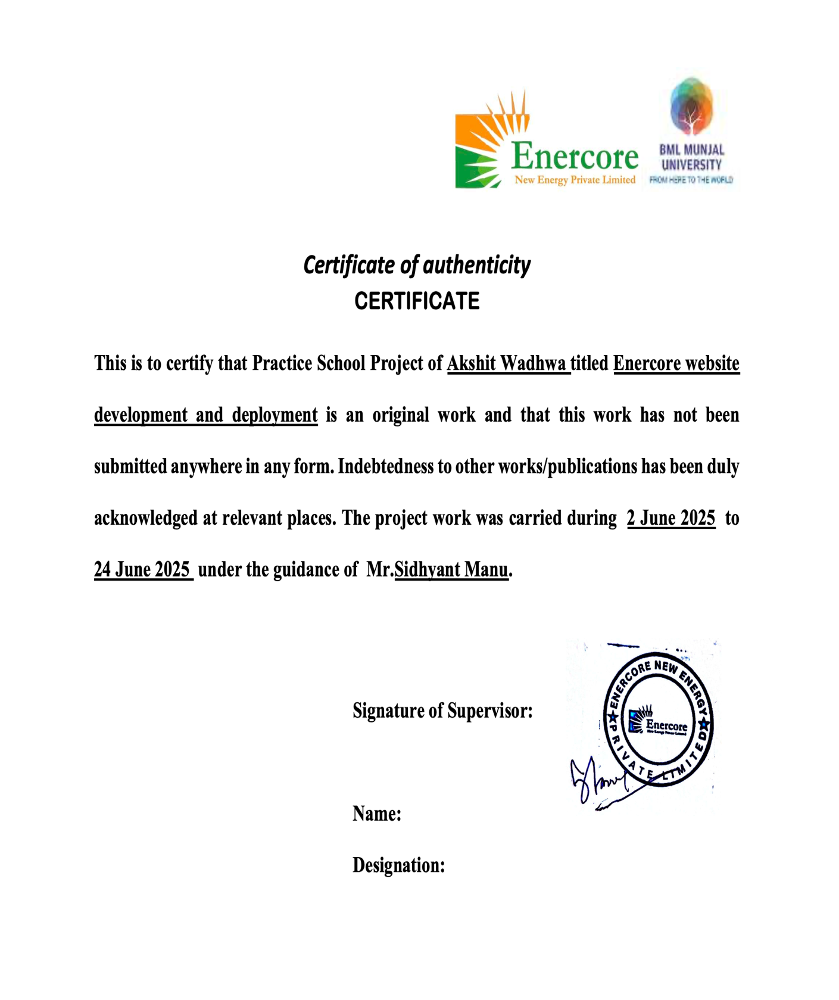 Enercore
New Energy Private Limited
BML MUNJAL
UNIVERSITY
FROM HERE TO THE WORLD
Certificate of authenticity
CERTIFICATE
This is to certify that Practice School Project of Akshit Wadhwa titled Enercore website
development and deployment is an original work and that this work has not been
submitted anywhere in any form. Indebtedness to other works/publications has been duly
acknowledged at relevant places. The project work was carried during 2 June 2025 to
24 June 2025 under the guidance of Mr.Sidhyant Manu.
Signature of Supervisor:
ENERCORE NEW ENERGY
PRIVATE LIMITED
Enercore
New Energy Private Limited
Name:
Designation: